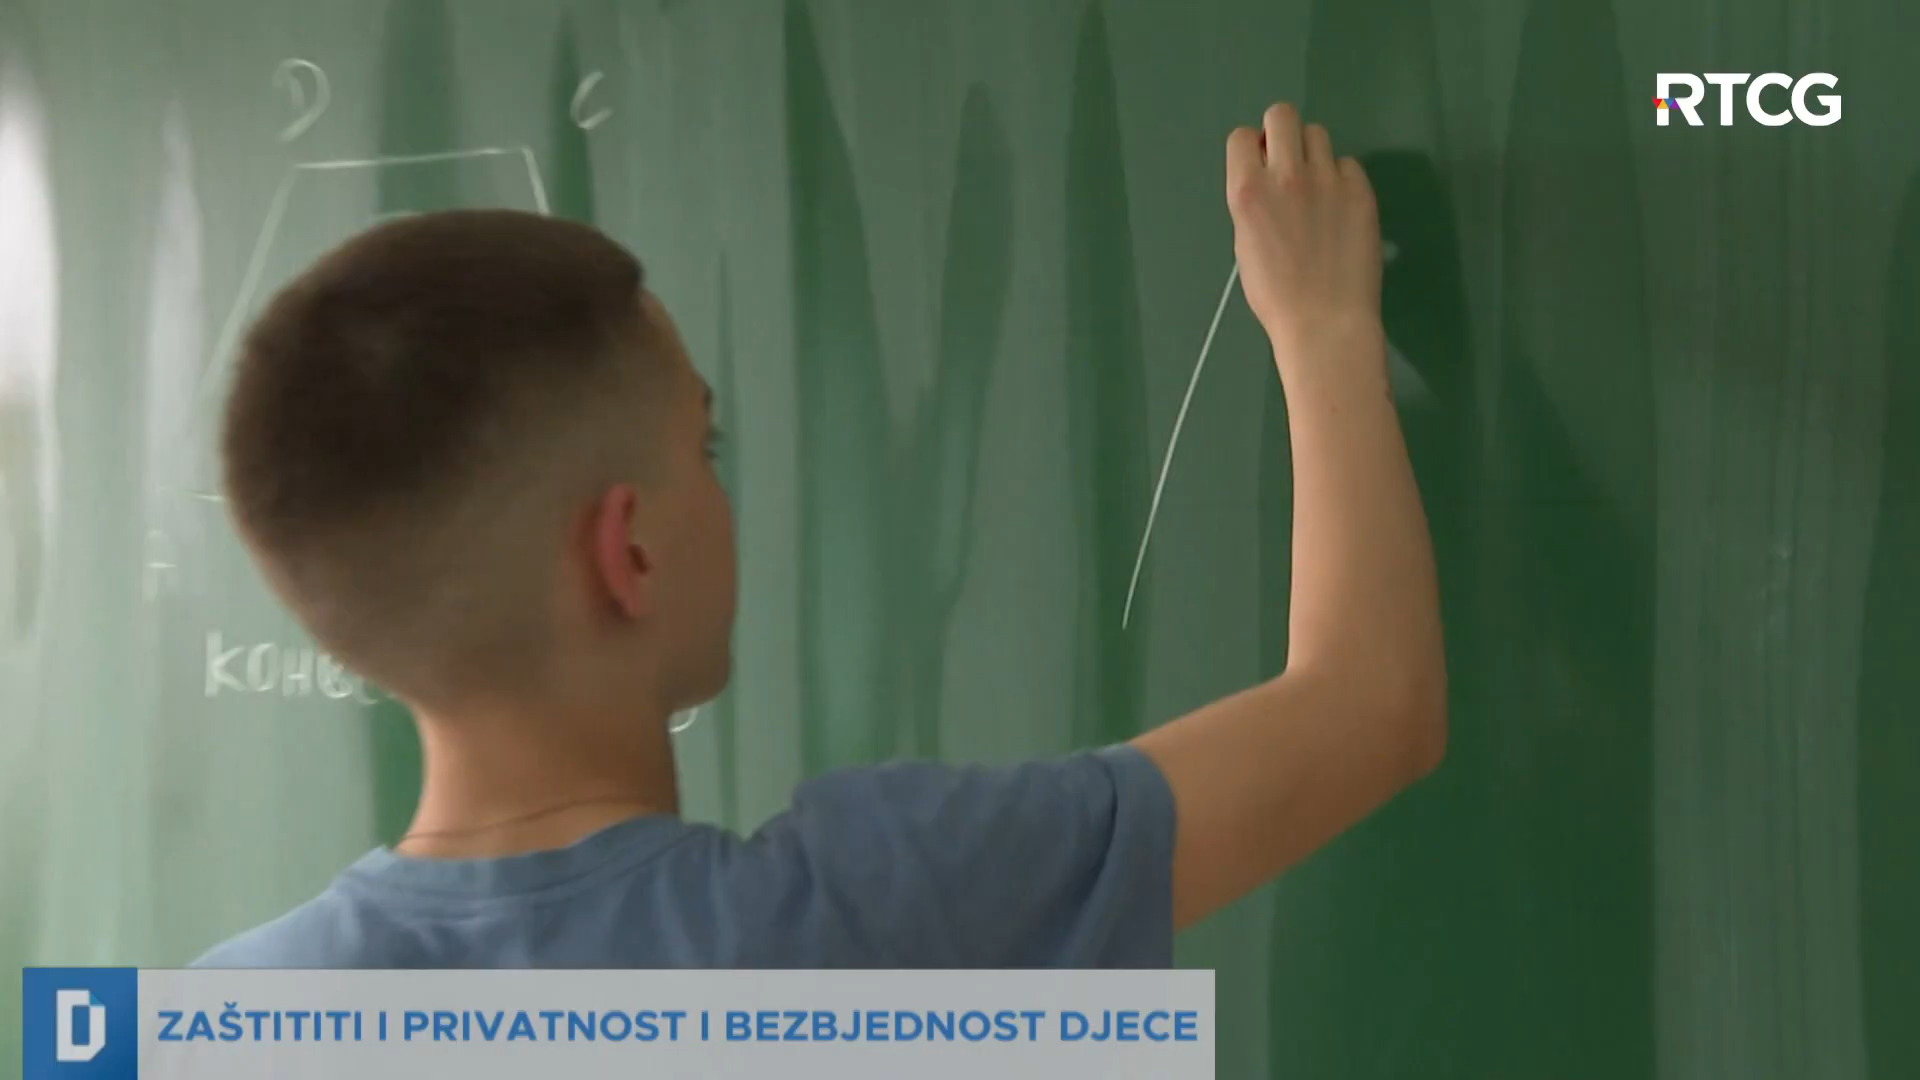 RTCG
D C
A
ZAŠTITITI I PRIVATNOST I BEZBJEDNOST DJECE